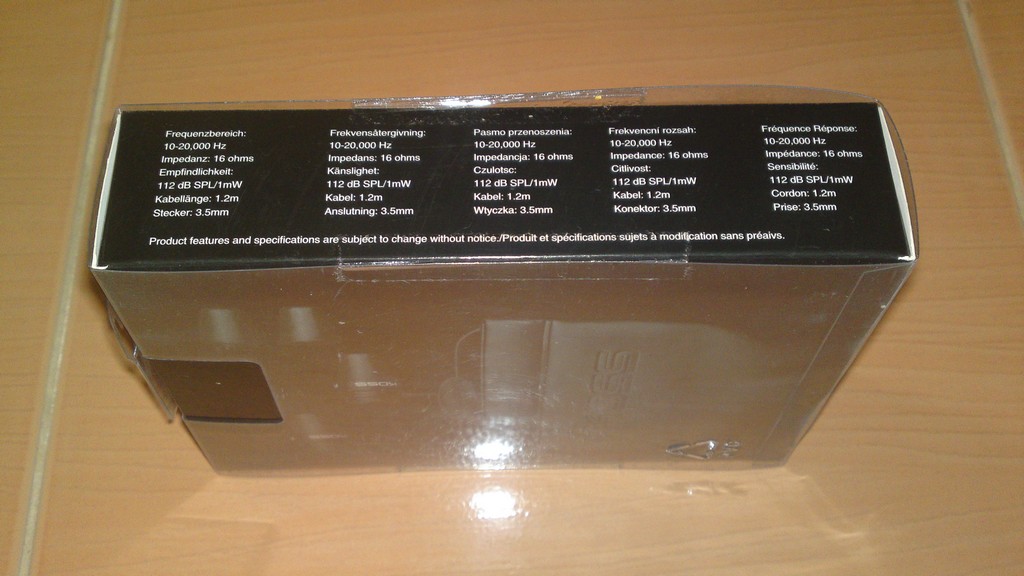 Frequenzbereich:
10-20,000 Hz
Impedanz: 16 ohms
Empfindlichkeit:
112 dB SPL/1mW
Kabellänge: 1.2m
Stecker: 3.5mm
Frekvensåtergivning:
10-20,000 Hz
Impedans: 16 ohms
Känslighet:
112 dB SPL/1mW
Kabel: 1.2m
Anslutning: 3.5mm
Pasmo przenoszenia:
10-20,000 Hz
Impedancja: 16 ohms
Czulotsc:
112 dB SPL/1mW
Kabel: 1.2m
Wtyczka: 3.5mm
Frekvencní rozsah:
10-20,000 Hz
Impedance: 16 ohms
Citlivost:
112 dB SPL/1mW
Kabel: 1.2m
Konektor: 3.5mm
Fréquence Réponse:
10-20,000 Hz
Impédance: 16 ohms
Sensibilité:
112 dB SPL/1mW
Cordon: 1.2m
Prise: 3.5mm
Product features and specifications are subject to change without notice./Produit et spécifications sujets à modification sans préaivs.
KOSS